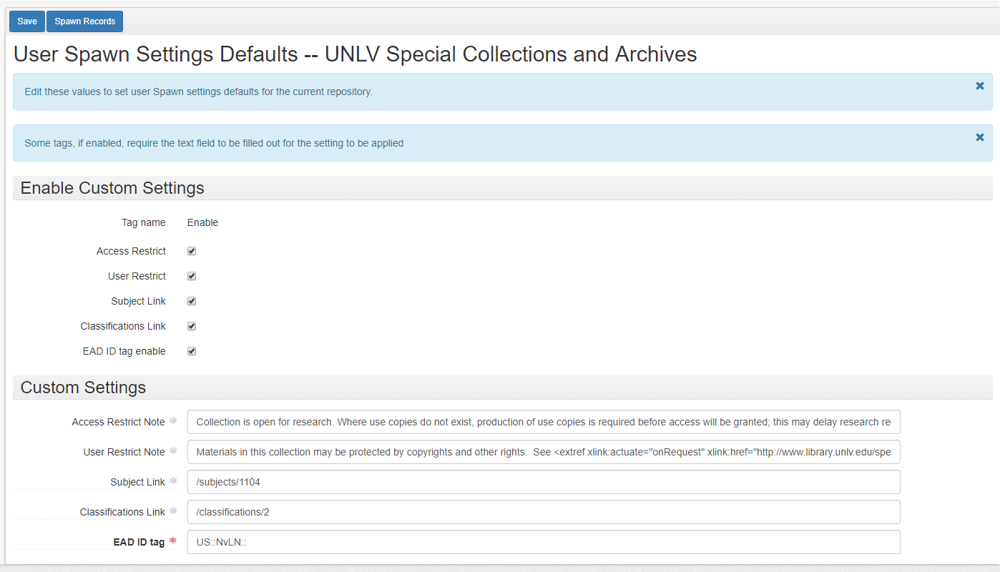 Save Spawn Records
User Spawn Settings Defaults -- UNLV Special Collections and Archives
Edit these values to set user Spawn settings defaults for the current repository.
Some tags, if enabled, require the text field to be filled out for the setting to be applied
Enable Custom Settings
Tag name Enable
Access Restrict
User Restrict
Subject Link
Classifications Link
EAD ID tag enable
Custom Settings
Access Restrict Note Collection is open for research. Where use copies do not exist, production of use copies is required before access will be granted; this may delay research re
User Restrict Note Materials in this collection may be protected by copyrights and other rights.  See <extref xlink:actuate="onRequest" xlink:href="http://www.library.unlv.edu/spe
Subject Link /subjects/1104
Classifications Link /classifications/2
EAD ID tag * US::NvLN::